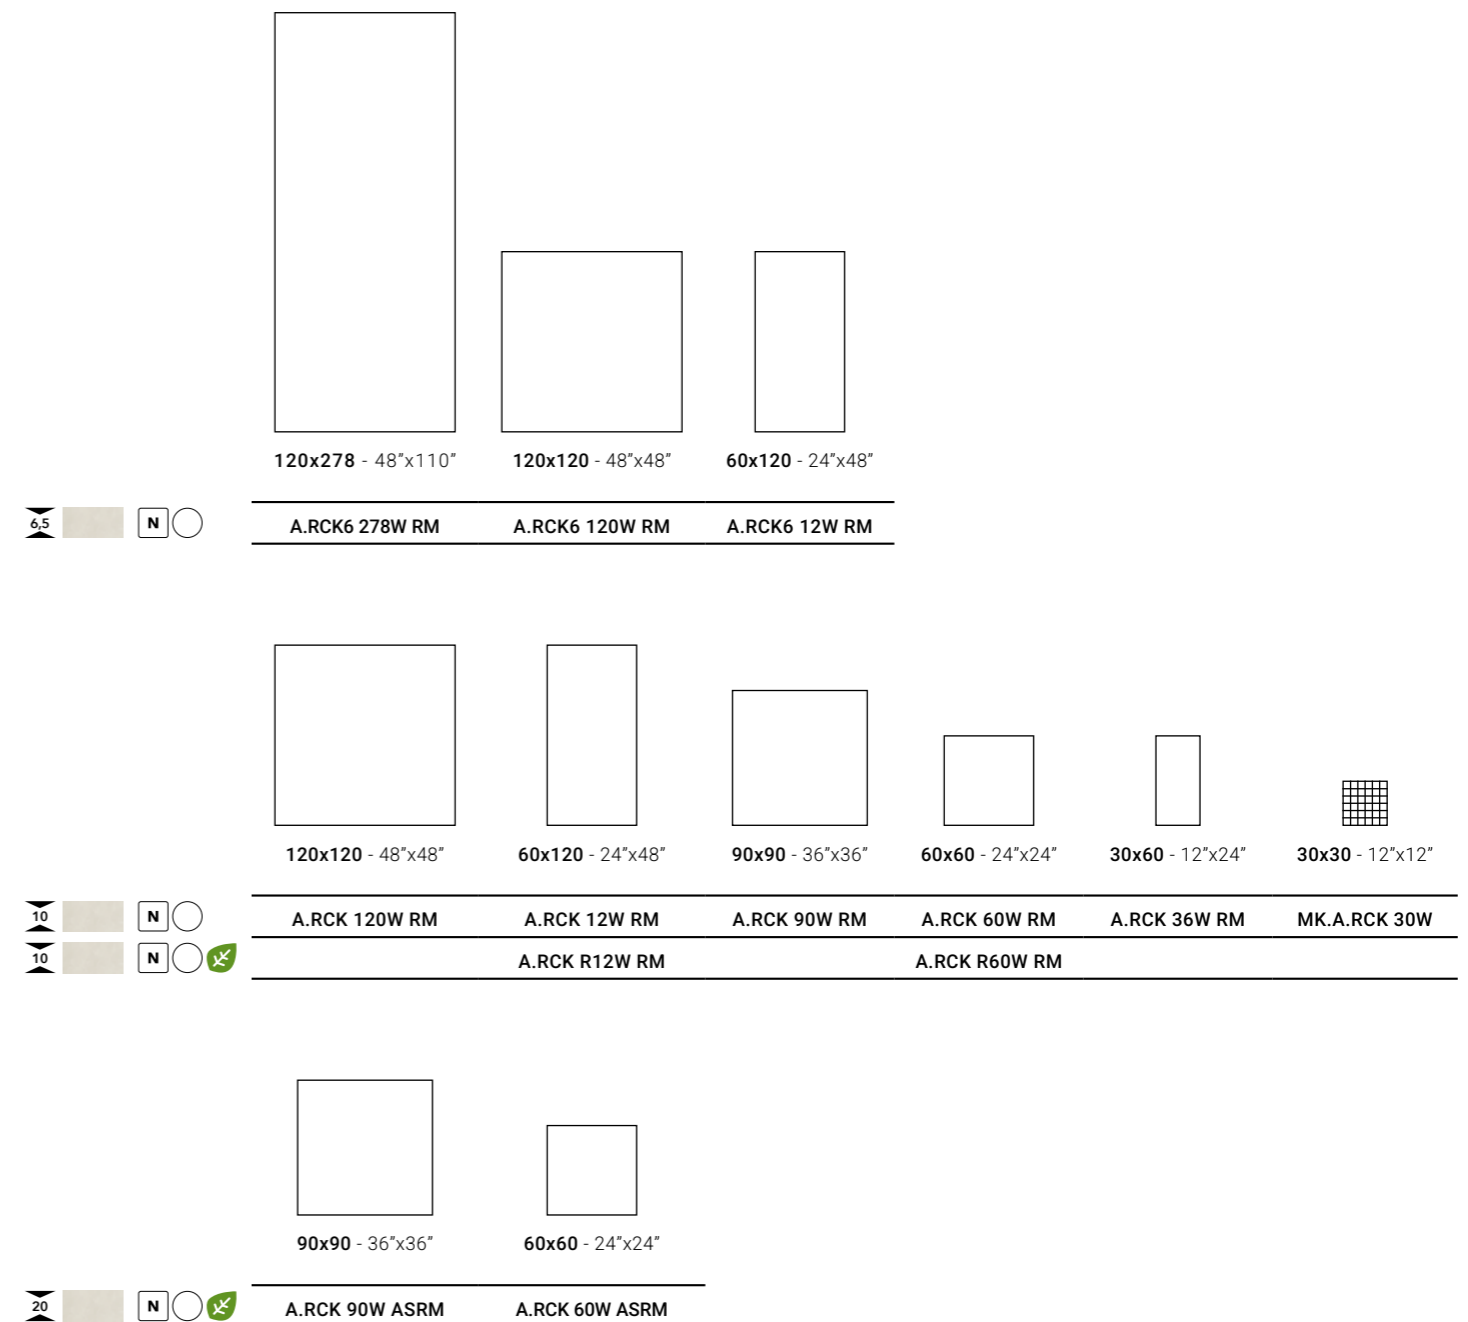 120x278 - 48”x110” 120x120 - 48”x48” 60x120 - 24”x48”
6,5 N A.RCK6 278W RM A.RCK6 120W RM A.RCK6 12W RM
120x120 - 48”x48” 60x120 - 24”x48” 90x90 - 36”x36” 60x60 - 24”x24” 30x60 - 12”x24” 30x30 - 12”x12”
10 N A.RCK 120W RM A.RCK 12W RM A.RCK 90W RM A.RCK 60W RM A.RCK 36W RM MK.A.RCK 30W
10 N A.RCK R12W RM A.RCK R60W RM
90x90 - 36”x36” 60x60 - 24”x24”
20 N A.RCK 90W ASRM A.RCK 60W ASRM